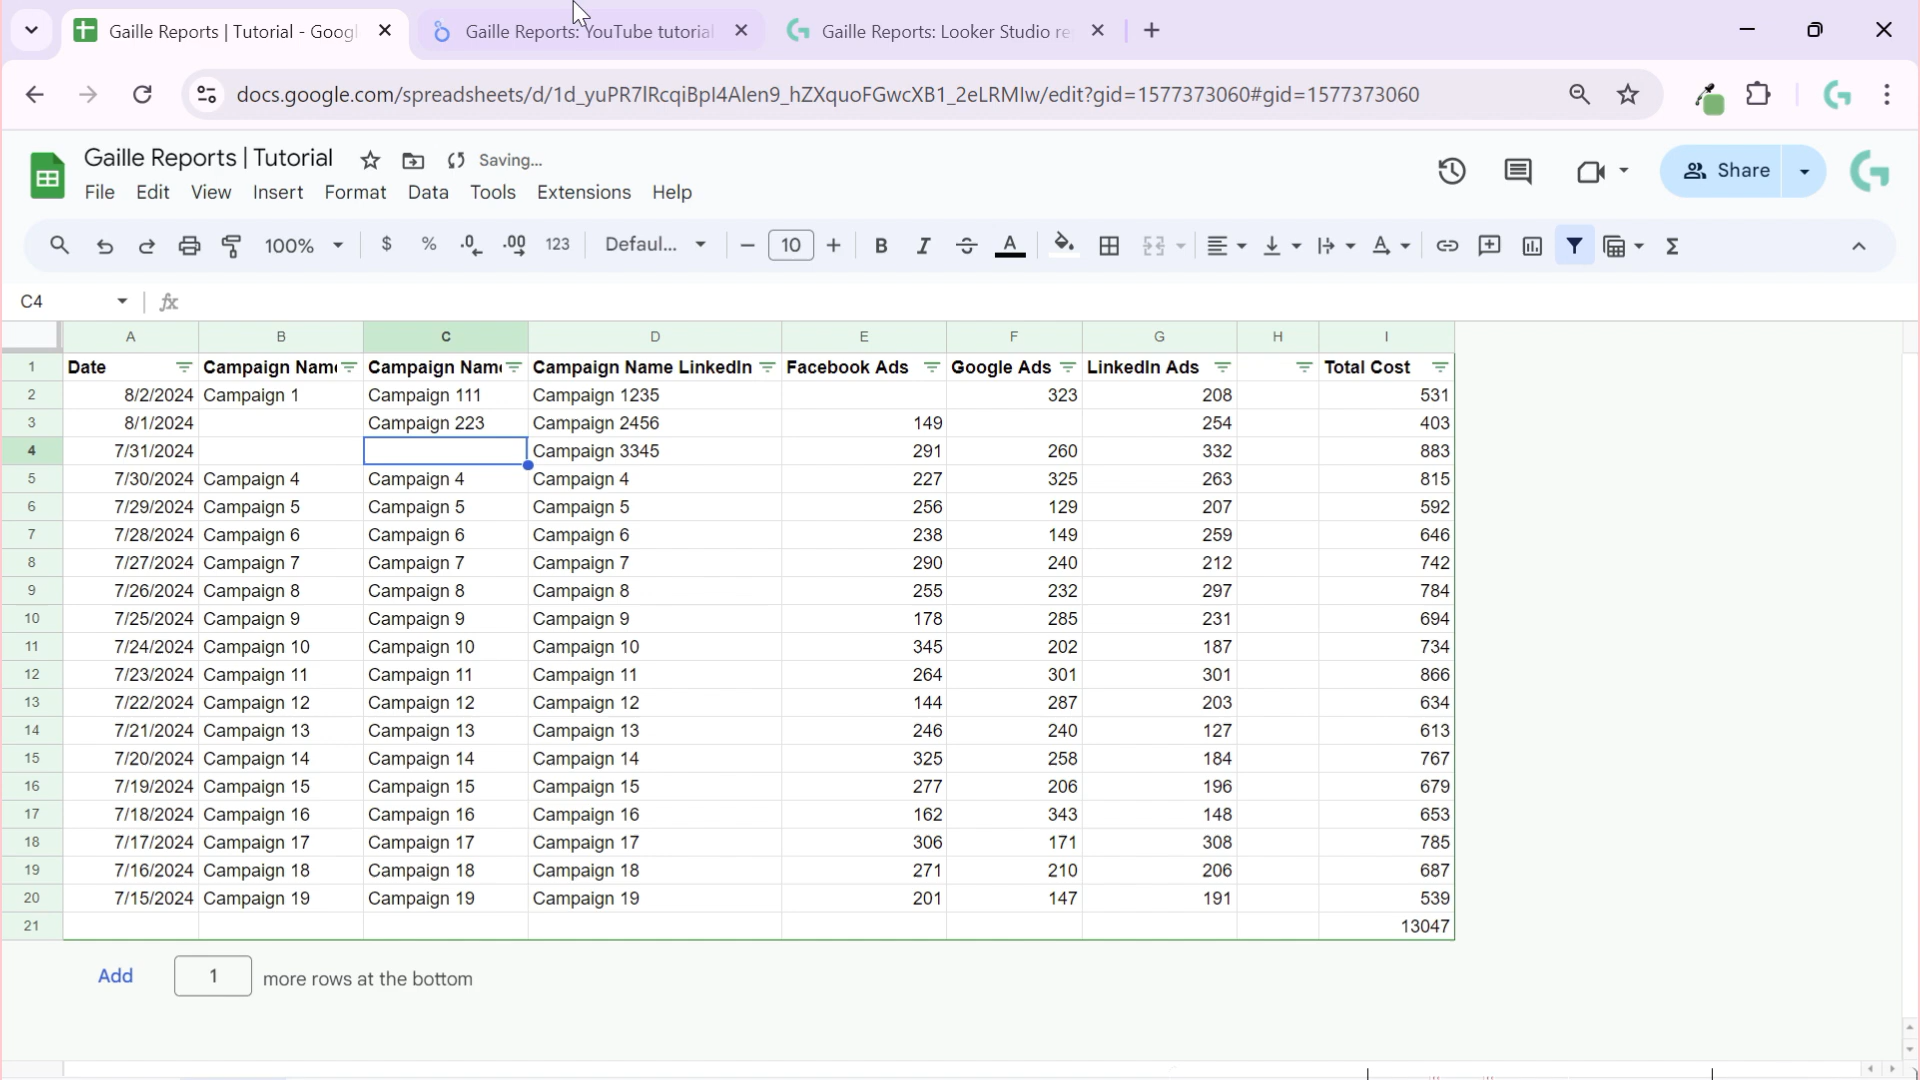 Gaille Reports | Tutorial - Googl
Gaille Reports: YouTube tutorial
Gaille Reports: Looker Studio re
docs.google.com/spreadsheets/d/1d_yuPR7lRcqiBpI4Alen9_hZXquoFGwcXB1_2eLRMIw/edit?gid=1577373060#gid=1577373060
Gaille Reports | Tutorial
Saving...
Share
File Edit View Insert Format Data Tools Extensions Help
100% $ % .0 .00 123 Defaul... 10 B I A Σ
C4 fx
A B C D E F G H I
1 Date Campaign Nam Campaign Nam Campaign Name LinkedIn Facebook Ads Google Ads LinkedIn Ads Total Cost
2 8/2/2024 Campaign 1 Campaign 111 Campaign 1235 323 208 531
3 8/1/2024 Campaign 223 Campaign 2456 149 254 403
4 7/31/2024 Campaign 3345 291 260 332 883
5 7/30/2024 Campaign 4 Campaign 4 Campaign 4 227 325 263 815
6 7/29/2024 Campaign 5 Campaign 5 Campaign 5 256 129 207 592
7 7/28/2024 Campaign 6 Campaign 6 Campaign 6 238 149 259 646
8 7/27/2024 Campaign 7 Campaign 7 Campaign 7 290 240 212 742
9 7/26/2024 Campaign 8 Campaign 8 Campaign 8 255 232 297 784
10 7/25/2024 Campaign 9 Campaign 9 Campaign 9 178 285 231 694
11 7/24/2024 Campaign 10 Campaign 10 Campaign 10 345 202 187 734
12 7/23/2024 Campaign 11 Campaign 11 Campaign 11 264 301 301 866
13 7/22/2024 Campaign 12 Campaign 12 Campaign 12 144 287 203 634
14 7/21/2024 Campaign 13 Campaign 13 Campaign 13 246 240 127 613
15 7/20/2024 Campaign 14 Campaign 14 Campaign 14 325 258 184 767
16 7/19/2024 Campaign 15 Campaign 15 Campaign 15 277 206 196 679
17 7/18/2024 Campaign 16 Campaign 16 Campaign 16 162 343 148 653
18 7/17/2024 Campaign 17 Campaign 17 Campaign 17 306 171 308 785
19 7/16/2024 Campaign 18 Campaign 18 Campaign 18 271 210 206 687
20 7/15/2024 Campaign 19 Campaign 19 Campaign 19 201 147 191 539
21 13047
Add 1 more rows at the bottom